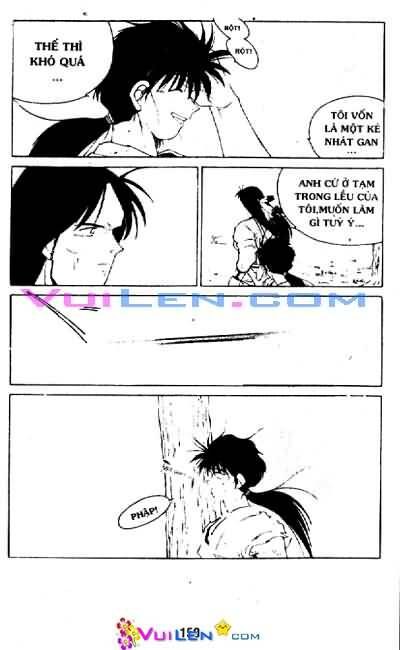 THẾ THÌ
KHÓ QUÁ
...
RỘT!
RỘT!
TÔI VỐN
LÀ MỘT KẺ
NHÁT GAN
...
ANH CỨ Ở TẠM
TRONG LỀU CỦA
TÔI,MUỐN LÀM
GÌ TUỲ Ý...
VUILEN.COM
PHẬP!
159
VUILEN.COM